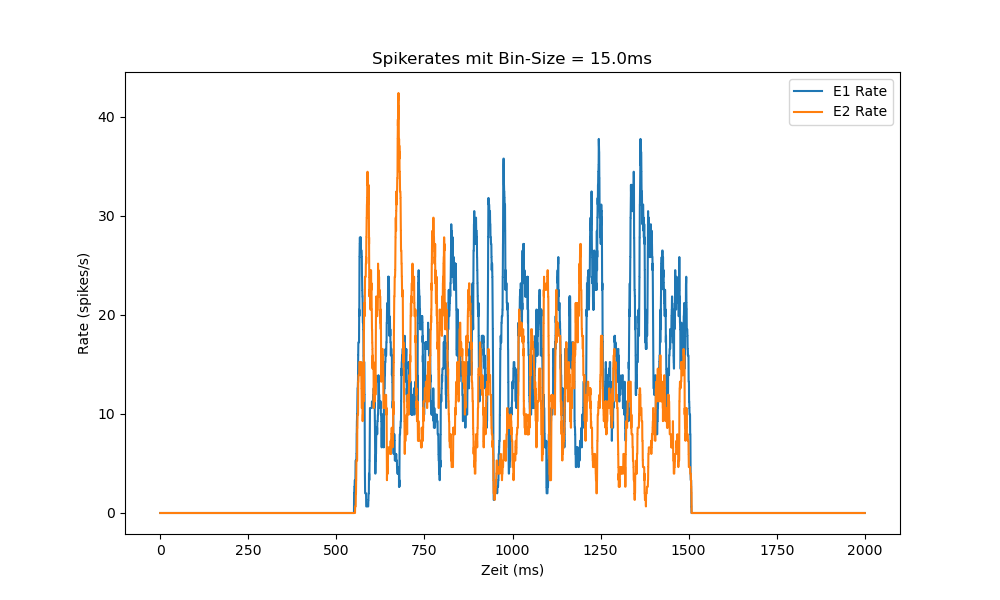 Spikerates mit Bin-Size = 15.0ms
E1 Rate
E2 Rate
Rate (spikes/s)
40
30
20
10
0
0 250 500 750 1000 1250 1500 1750 2000
Zeit (ms)